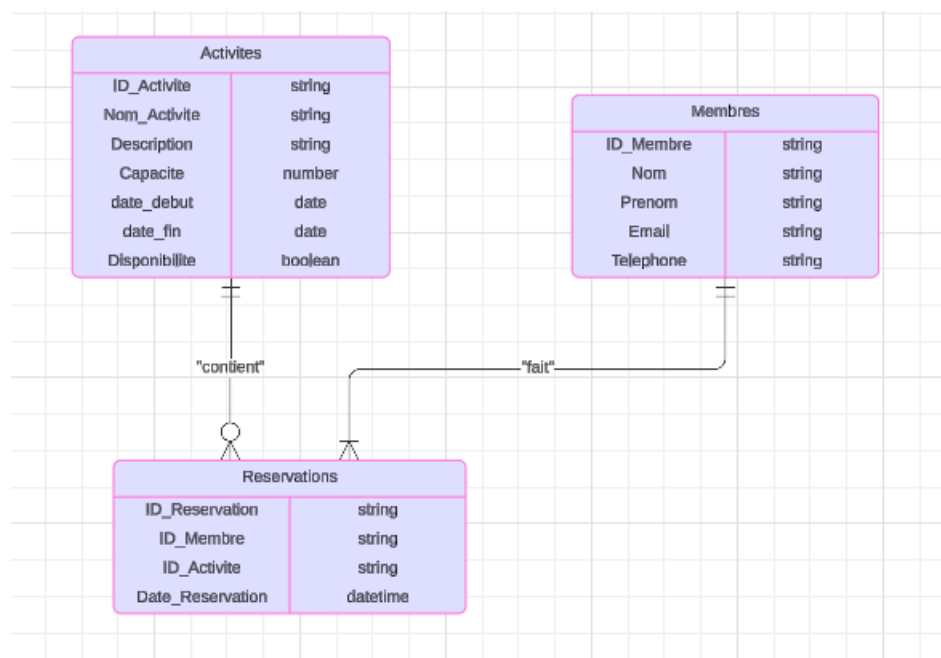 Activites
ID_Activite string
Nom_Activite string
Description string
Capacite number
date_debut date
date_fin date
Disponibilite boolean
Membres
ID_Membre string
Nom string
Prenom string
Email string
Telephone string
"contient"
"fait"
Reservations
ID_Reservation string
ID_Membre string
ID_Activite string
Date_Reservation datetime